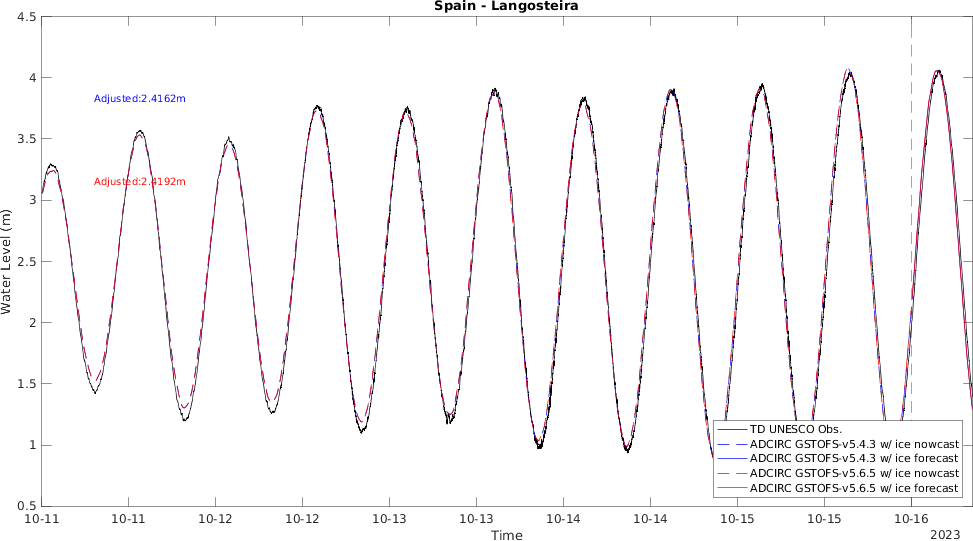 Spain - Langosteira
4.5
4
3.5
3
2.5
2
1.5
1
0.5
Water Level (m)
Adjusted:2.4162m
Adjusted:2.4192m
TD UNESCO Obs.
ADCIRC GSTOFS-v5.4.3 w/ ice nowcast
ADCIRC GSTOFS-v5.4.3 w/ ice forecast
ADCIRC GSTOFS-v5.6.5 w/ ice nowcast
ADCIRC GSTOFS-v5.6.5 w/ ice forecast
10-11 10-11 10-12 10-12 10-13 10-13 10-14 10-14 10-15 10-15 10-16
Time
2023